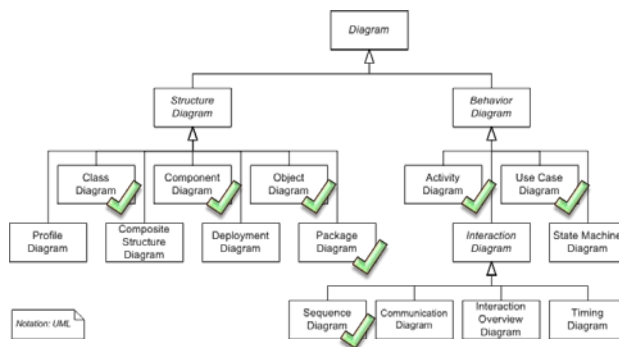 Diagram
Structure
Diagram
Behavior
Diagram
Class
Diagram
Component
Diagram
Object
Diagram
Activity
Diagram
Use Case
Diagram
Profile
Diagram
Composite
Structure
Diagram
Deployment
Diagram
Package
Diagram
Interaction
Diagram
State Machine
Diagram
Sequence
Diagram
Communication
Diagram
Interaction
Overview
Diagram
Timing
Diagram
Notation: UML